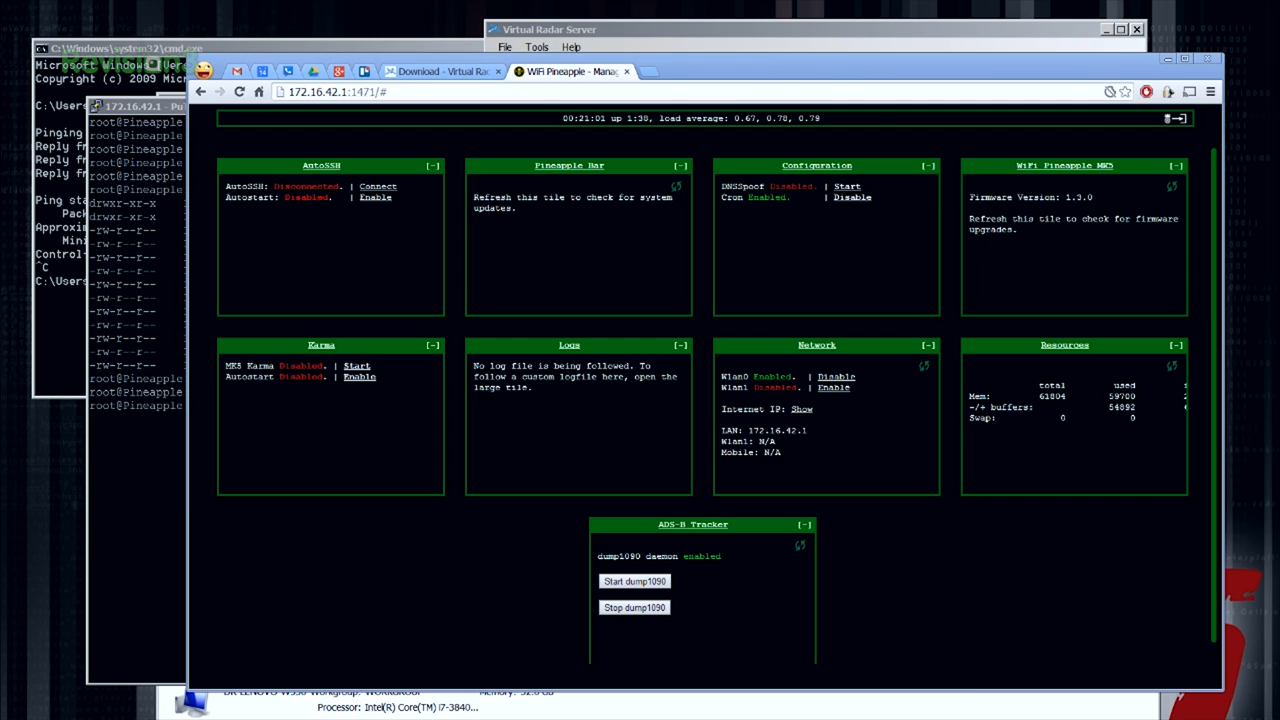 Virtual Radar Server
File Tools Help
C:\Windows\system32\cmd.exe
Microsoft Windows
Copyright (c) 2009 Micr
C:\Users
Pinging
Reply fr
Reply fr
Reply fr
Ping sta
Pack
Approxim
Mini
Control-
^C
C:\Users
172.16.42.1 - Pu
root@Pineapple
root@Pineapple
root@Pineapple
root@Pineapple
root@Pineapple
root@Pineapple
drwxr-xr-x
drwxr-xr-x
-rw-r--r--
-rw-r--r--
-rw-r--r--
-rw-r--r--
-rw-r--r--
-rw-r--r--
-rw-r--r--
-rw-r--r--
-rw-r--r--
-rw-r--r--
-rw-r--r--
root@Pineapple
root@Pineapple
root@Pineapple
Download - Virtual Rac
WiFi Pineapple - Manag
172.16.42.1:1471/#
00:21:01 up 1:38, load average: 0.67, 0.78, 0.79
AutoSSH [-]
AutoSSH: Disconnected. | Connect
Autostart: Disabled. | Enable
Pineapple Bar [-]
Refresh this tile to check for system
updates.
Configuration [-]
DNSSpoof Disabled. | Start
Cron Enabled. | Disable
WiFi Pineapple MK5 [-]
Firmware Version: 1.3.0
Refresh this tile to check for firmware
upgrades.
Karma [-]
MK5 Karma Disabled. | Start
Autostart Disabled. | Enable
Logs [-]
No log file is being followed. To
follow a custom logfile here, open the
large tile.
Network [-]
Wlan0 Enabled. | Disable
Wlan1 Disabled. | Enable
Internet IP: Show
LAN: 172.16.42.1
Wlan1: N/A
Mobile: N/A
Resources [-]
total used
Mem: 61804 59700
-/+ buffers: 54892
Swap: 0 0
ADS-B Tracker [-]
dump1090 daemon enabled
Start dump1090
Stop dump1090
Processor: Intel(R) Core(TM) i7-3840...